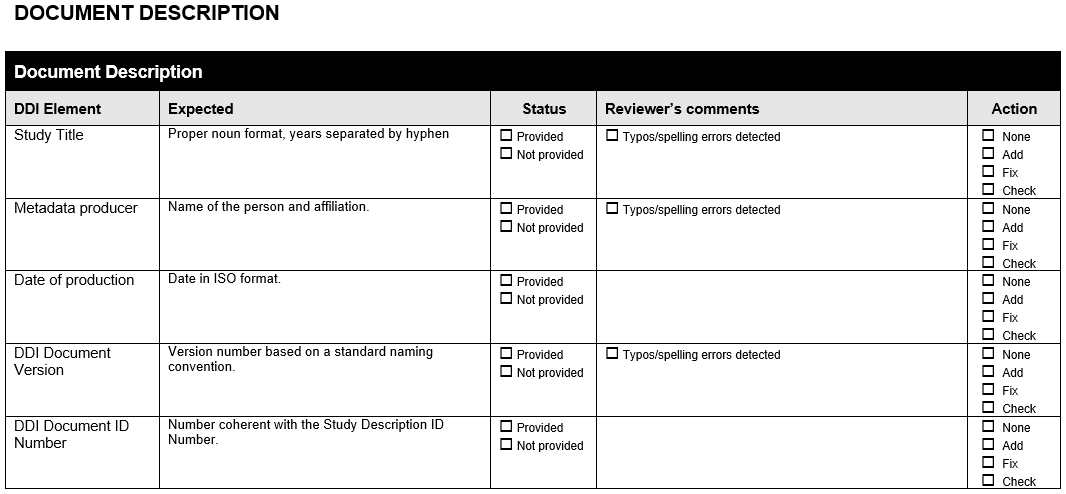 DOCUMENT DESCRIPTION
Document Description
DDI Element Expected Status Reviewer's comments Action
Study Title Proper noun format, years separated by hyphen ☐ Provided ☐ Typos/spelling errors detected ☐ None
☐ Not provided ☐ Add
☐ Fix
☐ Check
Metadata producer Name of the person and affiliation. ☐ Provided ☐ Typos/spelling errors detected ☐ None
☐ Not provided ☐ Add
☐ Fix
☐ Check
Date of production Date in ISO format. ☐ Provided ☐ None
☐ Not provided ☐ Add
☐ Fix
☐ Check
DDI Document Version number based on a standard naming ☐ Provided ☐ Typos/spelling errors detected ☐ None
Version convention. ☐ Not provided ☐ Add
☐ Fix
☐ Check
DDI Document ID Number coherent with the Study Description ID ☐ Provided ☐ None
Number Number. ☐ Not provided ☐ Add
☐ Fix
☐ Check